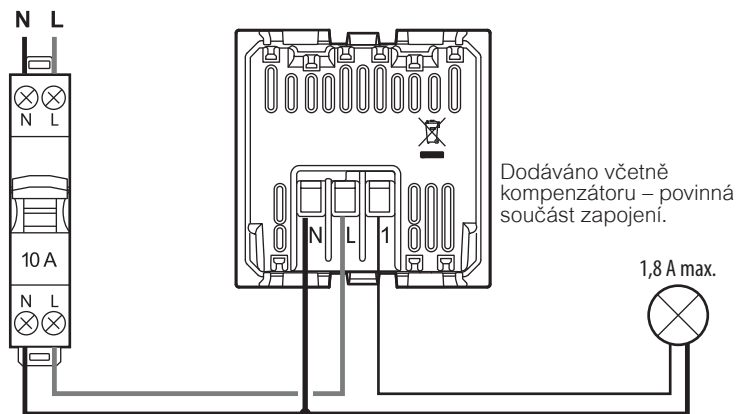 N L
N L
10 A
N L
N L 1
Dodáváno včetně
kompenzátoru – povinná
součást zapojení.
1,8 A max.